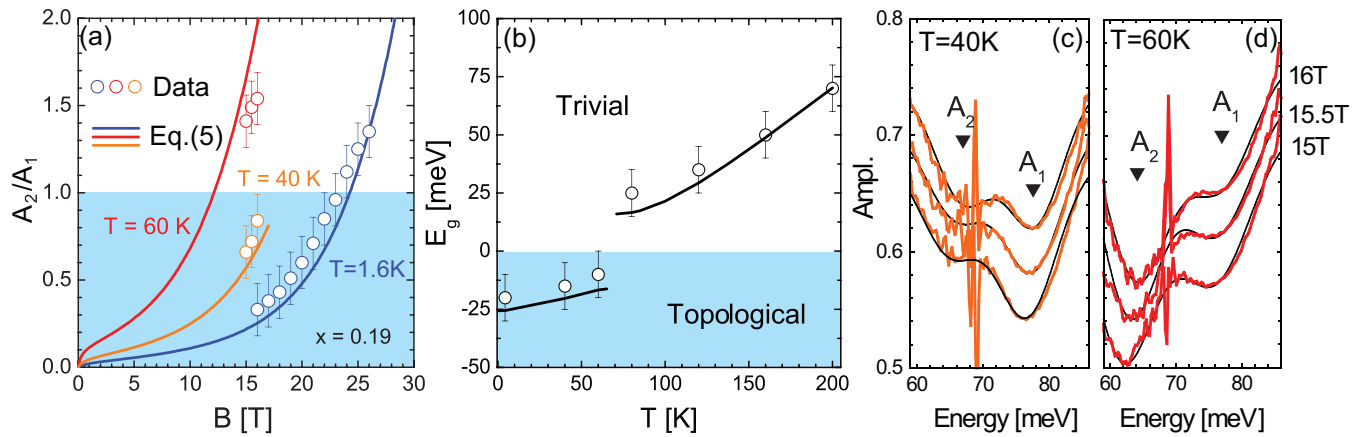 (a)
2.0
1.5
1.0
0.5
0.0
A2/A1
Data
Eq.(5)
T = 40 K
T = 60 K
T=1.6K
x = 0.19
0 5 10 15 20 25 30
B [T]
(b)
100
75
50
25
0
-25
-50
Eg [meV]
Trivial
Topological
0 50 100 150 200
T [K]
T=40K
(c)
0.8
0.7
0.6
0.5
Ampl.
A2
A1
60 70 80
Energy [meV]
T=60K
(d)
A1
A2
16T
15.5T
15T
60 70 80
Energy [meV]